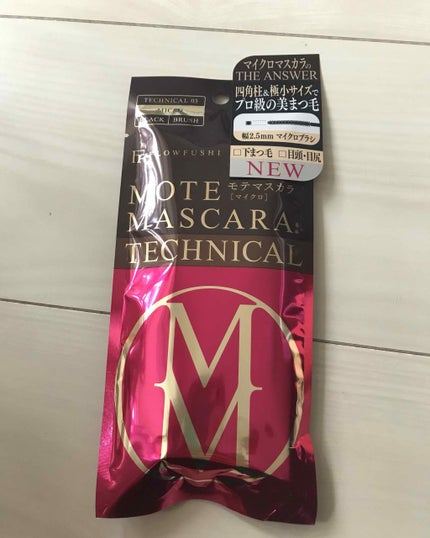 マイクロマスカラの
THE ANSWER
四角柱&極小サイズで
プロ級の美まつ毛
幅2.5mm マイクロブラシ
□下まつ毛 □目頭・目尻
NEW
TECHNICAL 03
MICRO
BLACK BRUSH
FLOWFUSHI
MOTE モテマスカラ
[マイクロ]
MASCARA
TECHNICAL
M
M